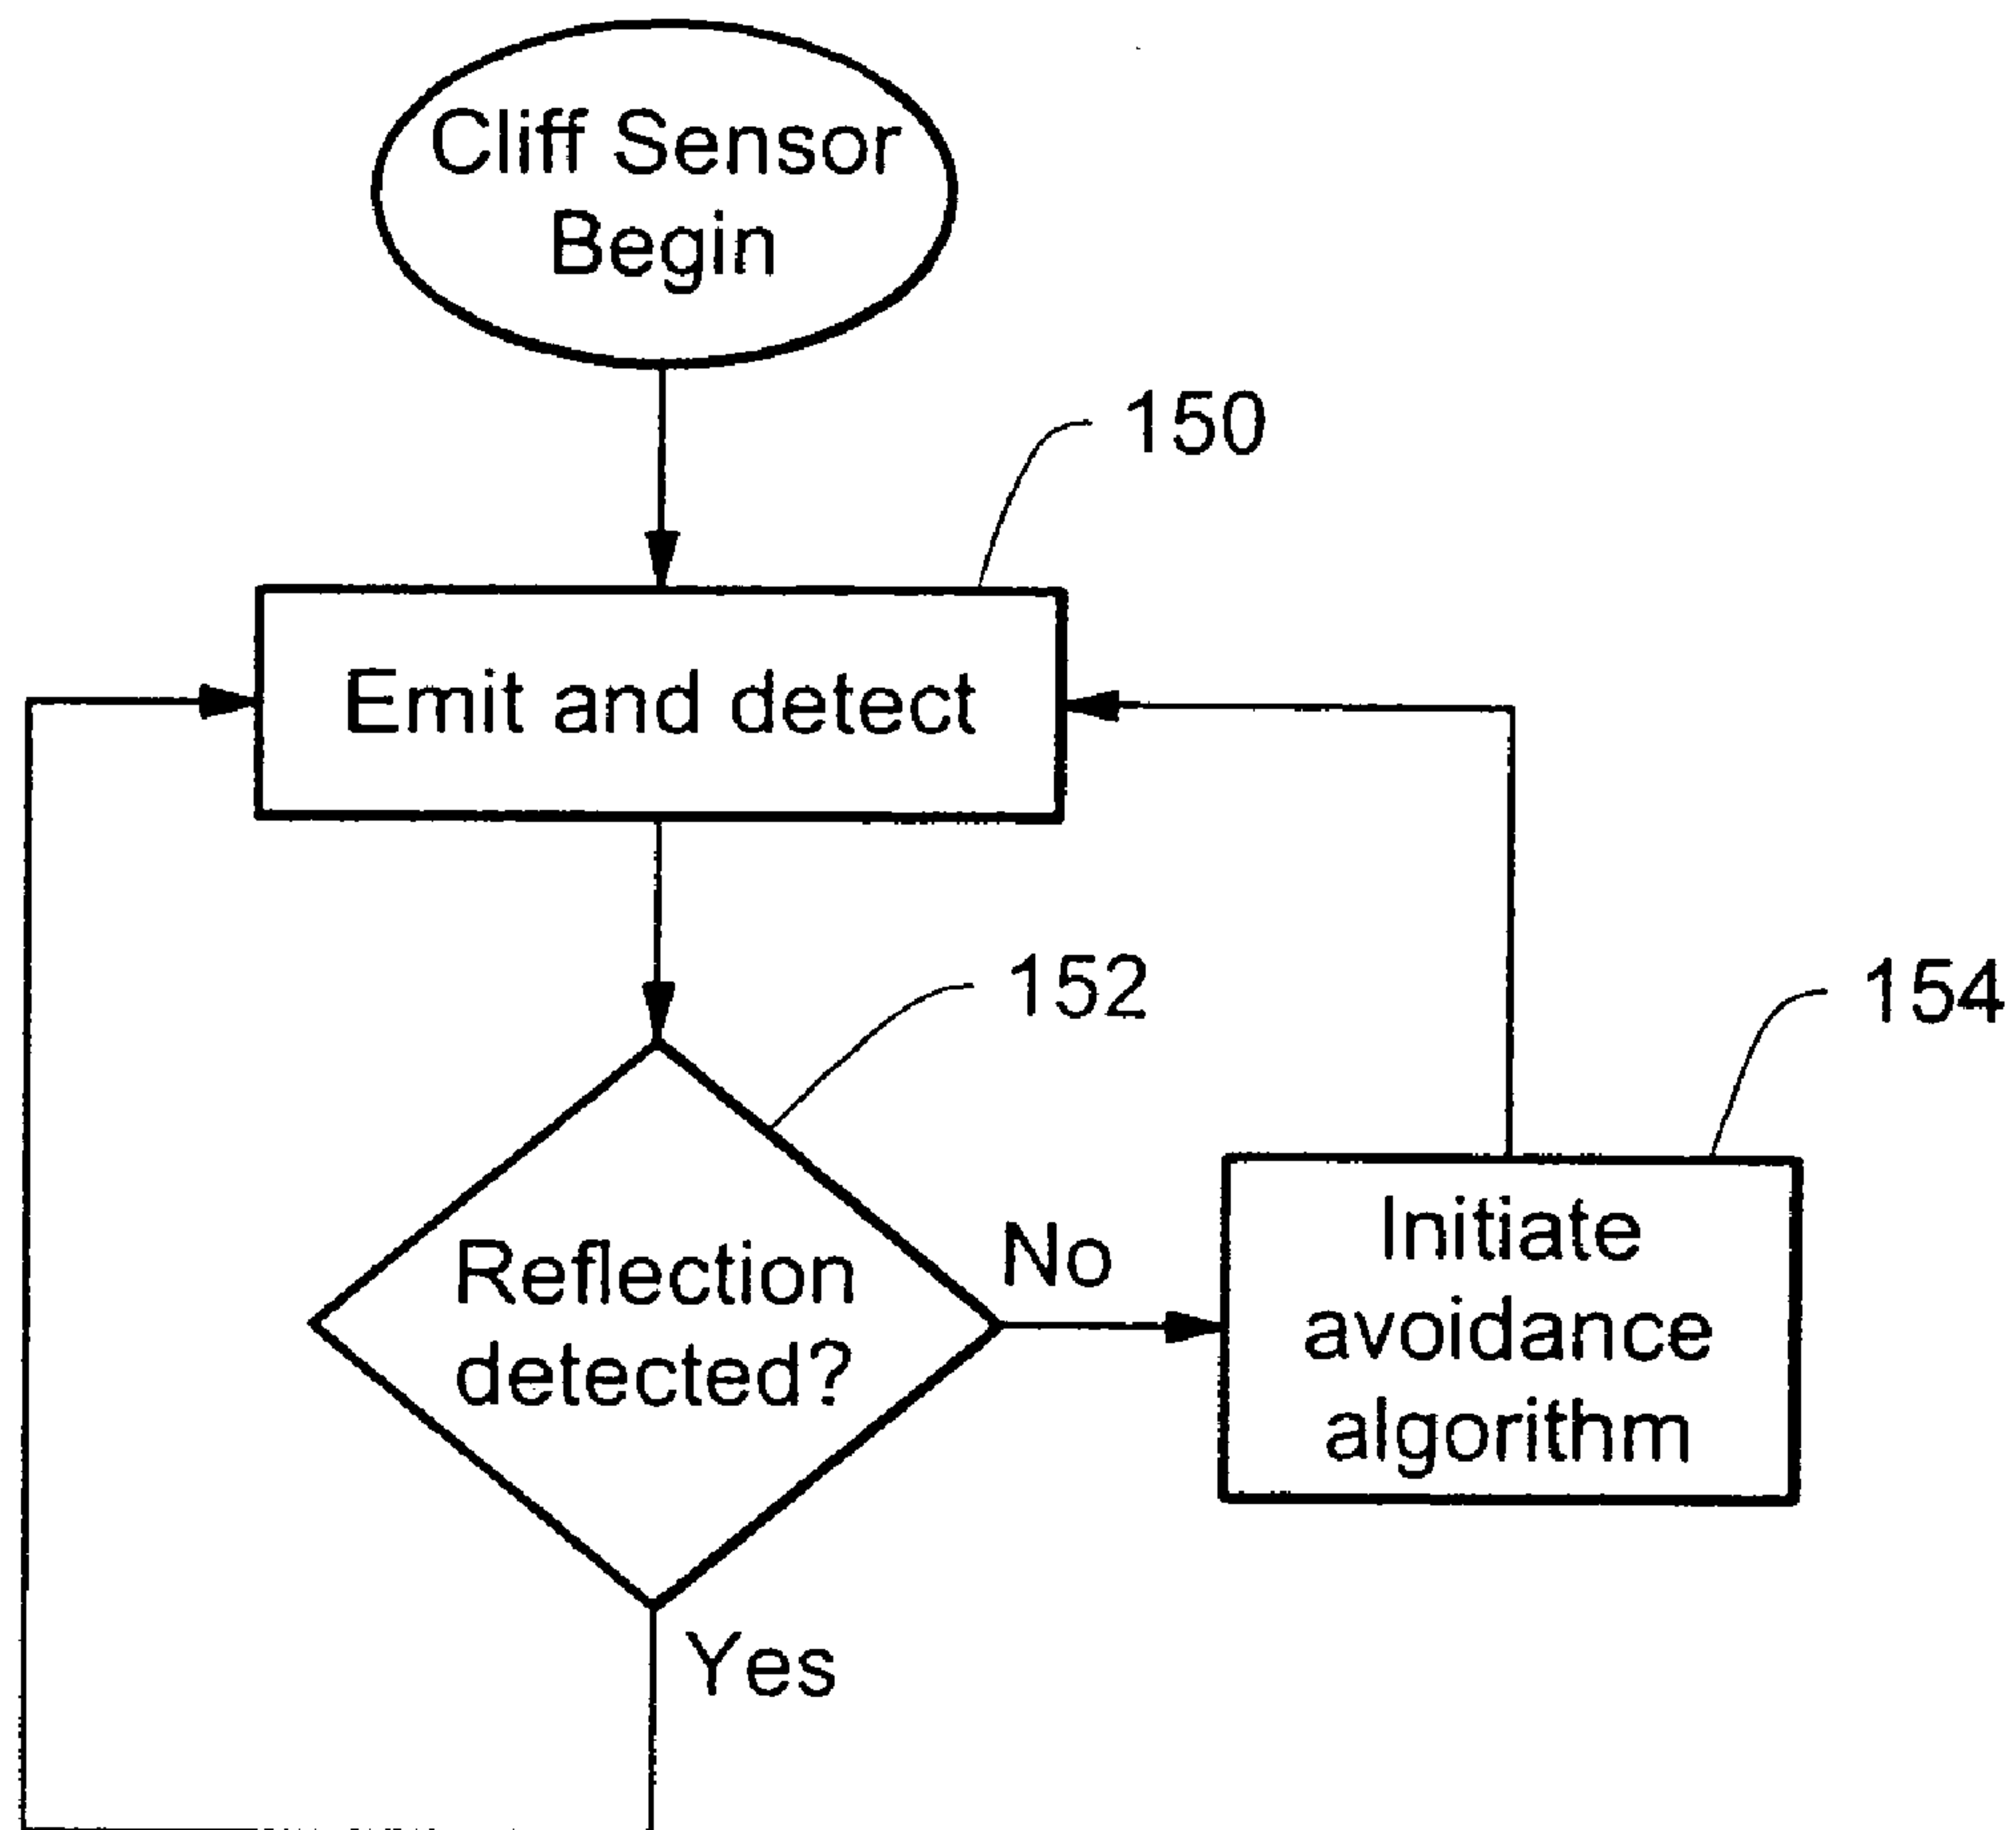 Cliff Sensor
Begin
150
Emit and detect
152
154
Reflection
detected?
No
Initiate
avoidance
algorithm
Yes